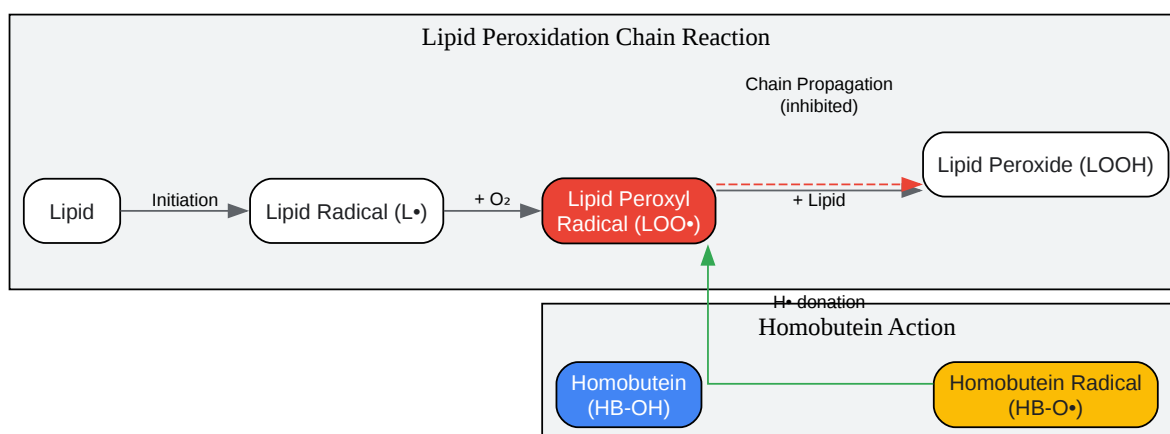 Lipid Peroxidation Chain Reaction
Chain Propagation
(inhibited)
Lipid
Initiation
Lipid Radical (L•)
+ O₂
Lipid Peroxyl
Radical (LOO•)
+ Lipid
Lipid Peroxide (LOOH)
H• donation
Homobutein Action
Homobutein
(HB-OH)
Homobutein Radical
(HB-O•)